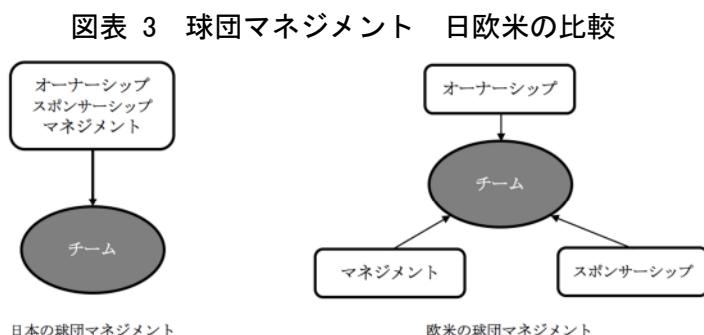 図表 3　球団マネジメント　日欧米の比較
オーナーシップ
スポンサーシップ
マネジメント
チーム
日本の球団マネジメント
オーナーシップ
チーム
マネジメント
スポンサーシップ
欧米の球団マネジメント